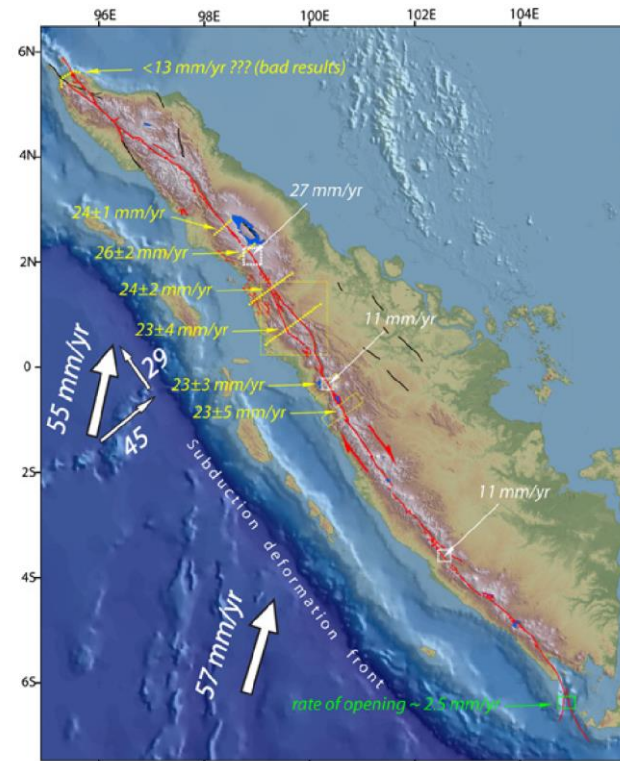 96E 98E 100E 102E 104E
6N
<13 mm/yr ??? (bad results)
4N
27 mm/yr
24±1 mm/yr
2N
26±2 mm/yr
24±2 mm/yr
11 mm/yr
23±4 mm/yr
0
29
55 mm/yr
23±3 mm/yr
23±5 mm/yr
45
Subduction deformation front
2S
11 mm/yr
4S
57 mm/yr
6S
rate of opening ~ 2.5 mm/yr